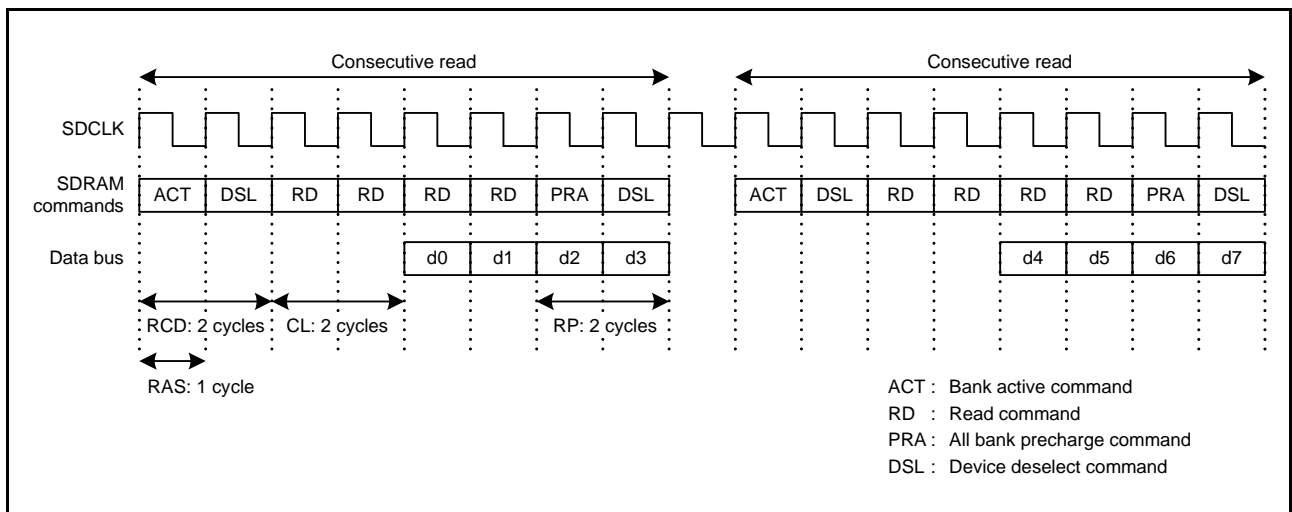 Consecutive read Consecutive read
SDCLK
SDRAM commands ACT DSL RD RD RD RD PRA DSL ACT DSL RD RD RD RD PRA DSL
Data bus d0 d1 d2 d3 d4 d5 d6 d7
RCD: 2 cycles CL: 2 cycles RP: 2 cycles
RAS: 1 cycle
ACT : Bank active command
RD : Read command
PRA : All bank precharge command
DSL : Device deselect command